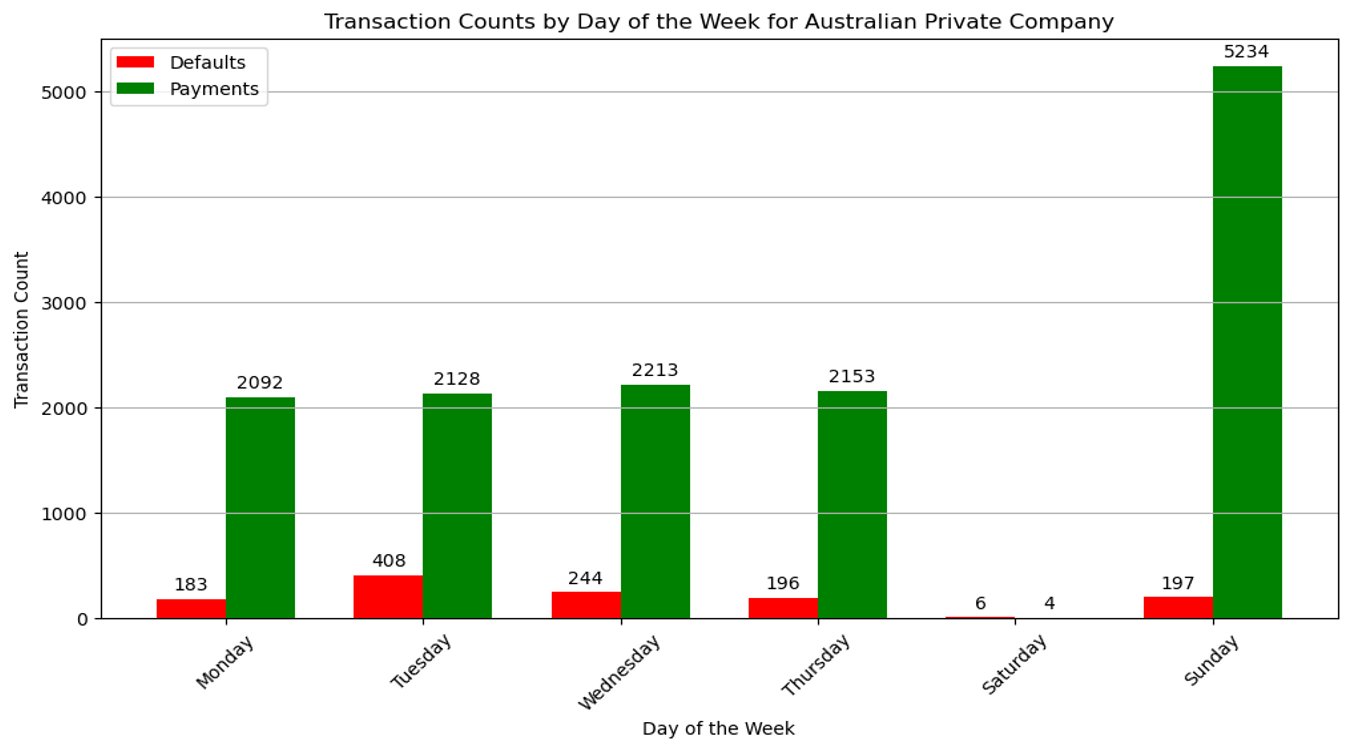 Transaction Counts by Day of the Week for Australian Private Company
Defaults
Payments
Transaction Count
5000
4000
3000
2000
1000
0
183
2092
408
2128
244
2213
196
2153
6
4
197
5234
Monday
Tuesday
Wednesday
Thursday
Saturday
Sunday
Day of the Week